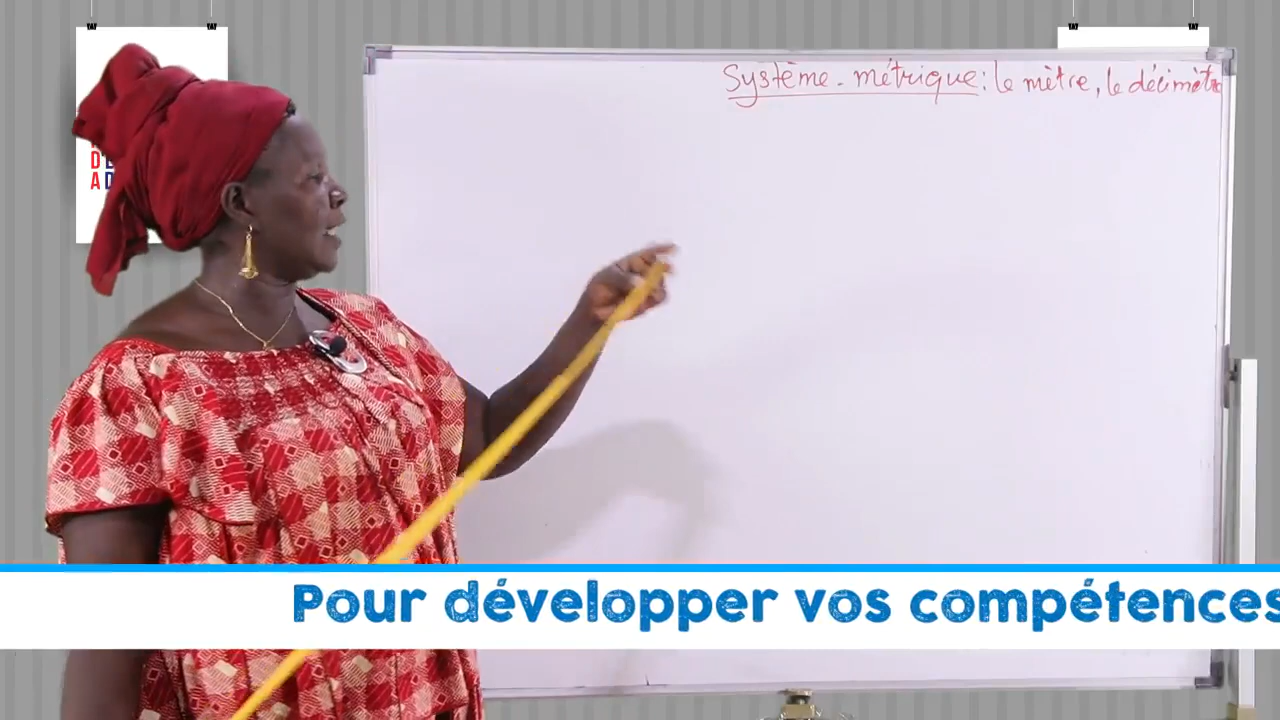 Système - métrique : le mètre, le décimètre
D
A D
Pour développer vos compétences